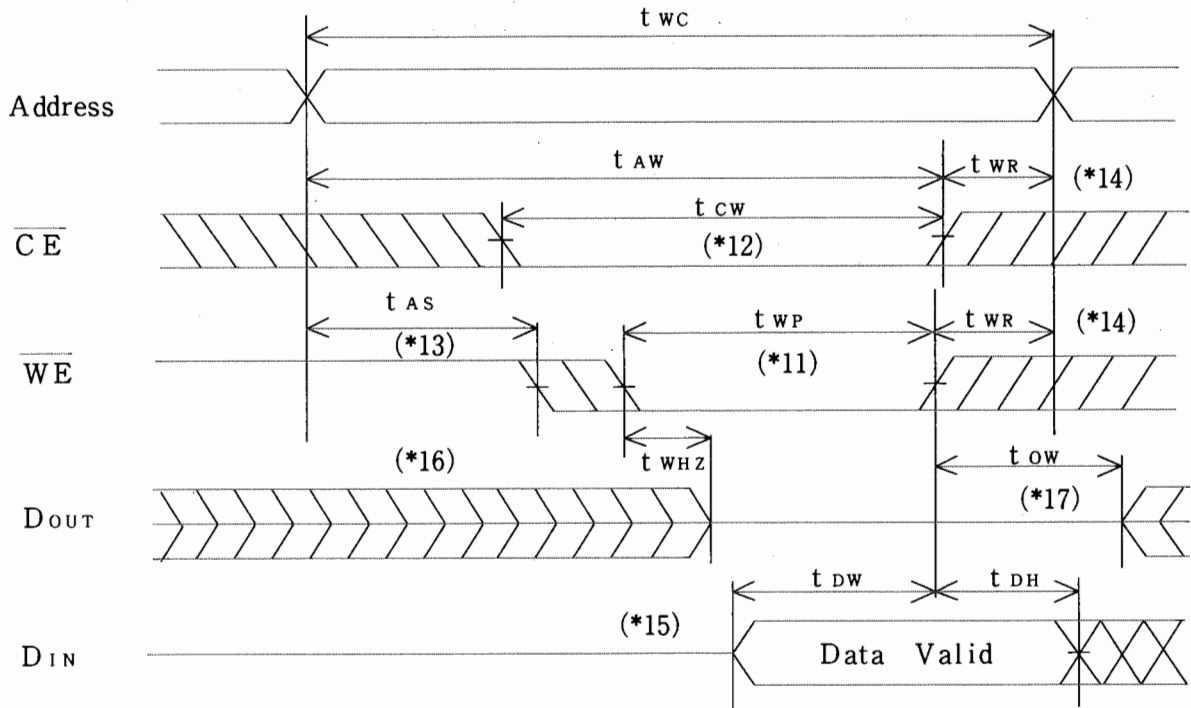 t WC
Address
t AW
t WR
(*14)
t CW
CE
(*12)
t AS
t WP
t WR
(*14)
(*13)
(*11)
WE
(*16)
t WHZ
t OW
DOUT
(*17)
t DW
t DH
(*15)
DIN
Data Valid